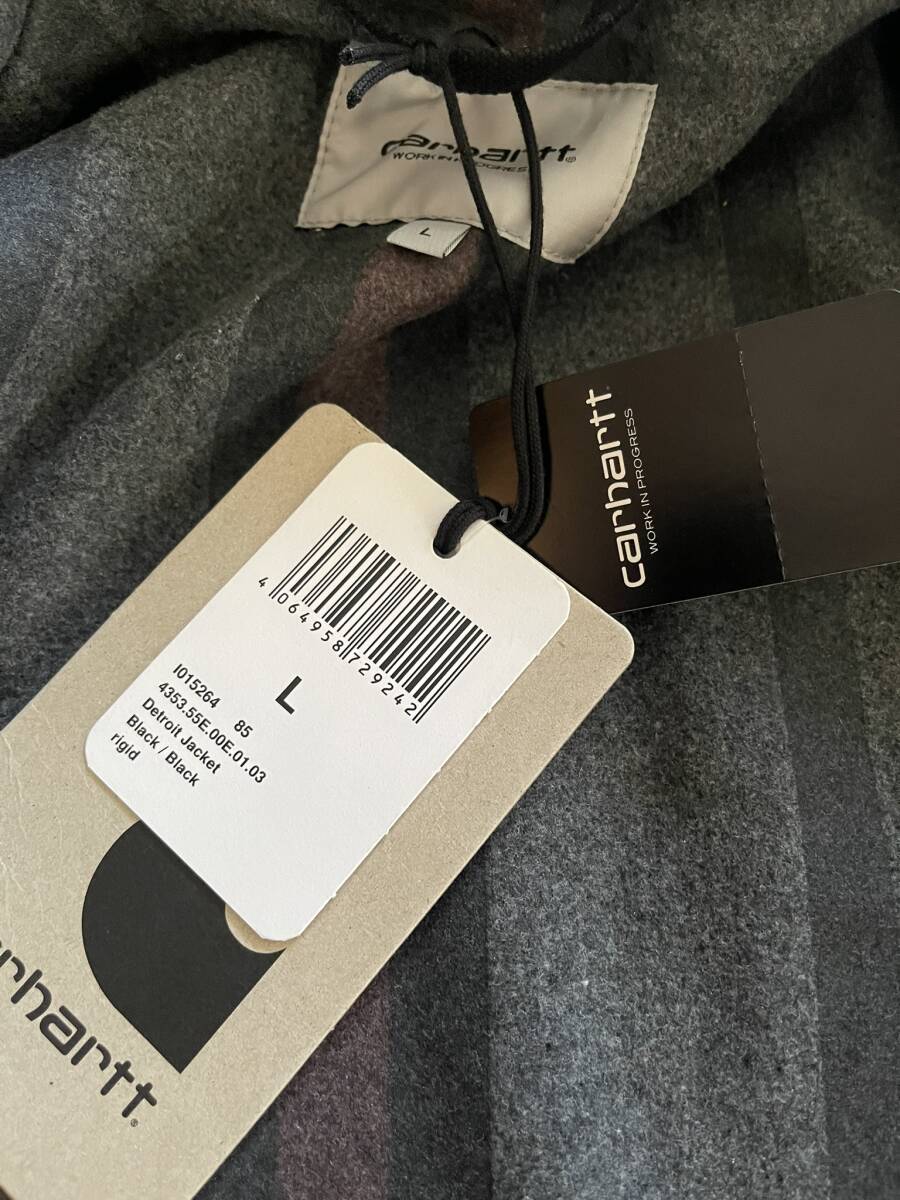 carhartt®
WORK IN PROGRESS
L
carhartt®
WORK IN PROGRESS
4 064958 729242
L
I015264 85
4353.55E.00E.01.03
Detroit Jacket
Black / Black
rigid
arhartt®